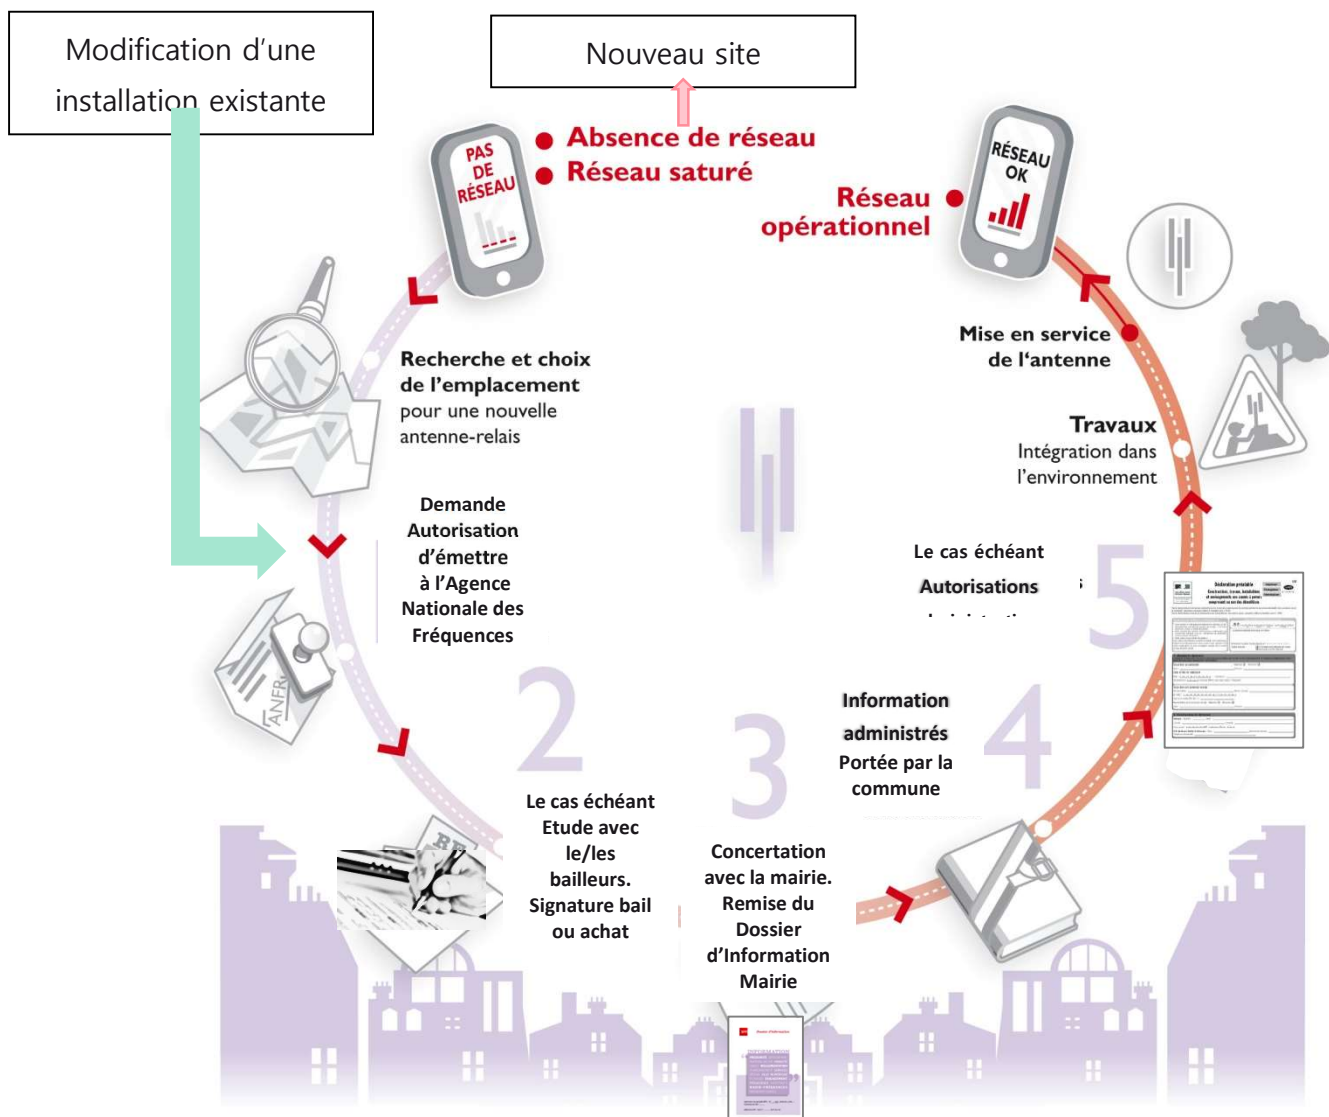 Modification d'une
installation existante
Nouveau site
PAS
DE
RÉSEAU
Absence de réseau
Réseau saturé
RÉSEAU
OK
Réseau
opérationnel
Recherche et choix
de l'emplacement
pour une nouvelle
antenne-relais
Mise en service
de l'antenne
Travaux
Intégration dans
l'environnement
Demande
Autorisation
d'émettre
à l'Agence
Nationale des
Fréquences
ANFR
2
Le cas échéant
Etude avec
le/les
bailleurs.
Signature bail
ou achat
3
Concertation
avec la mairie.
Remise du
Dossier
d'Information
Mairie
4
Information
administrés
Portée par la
commune
5
Le cas échéant
Autorisations
Déclaration préalable